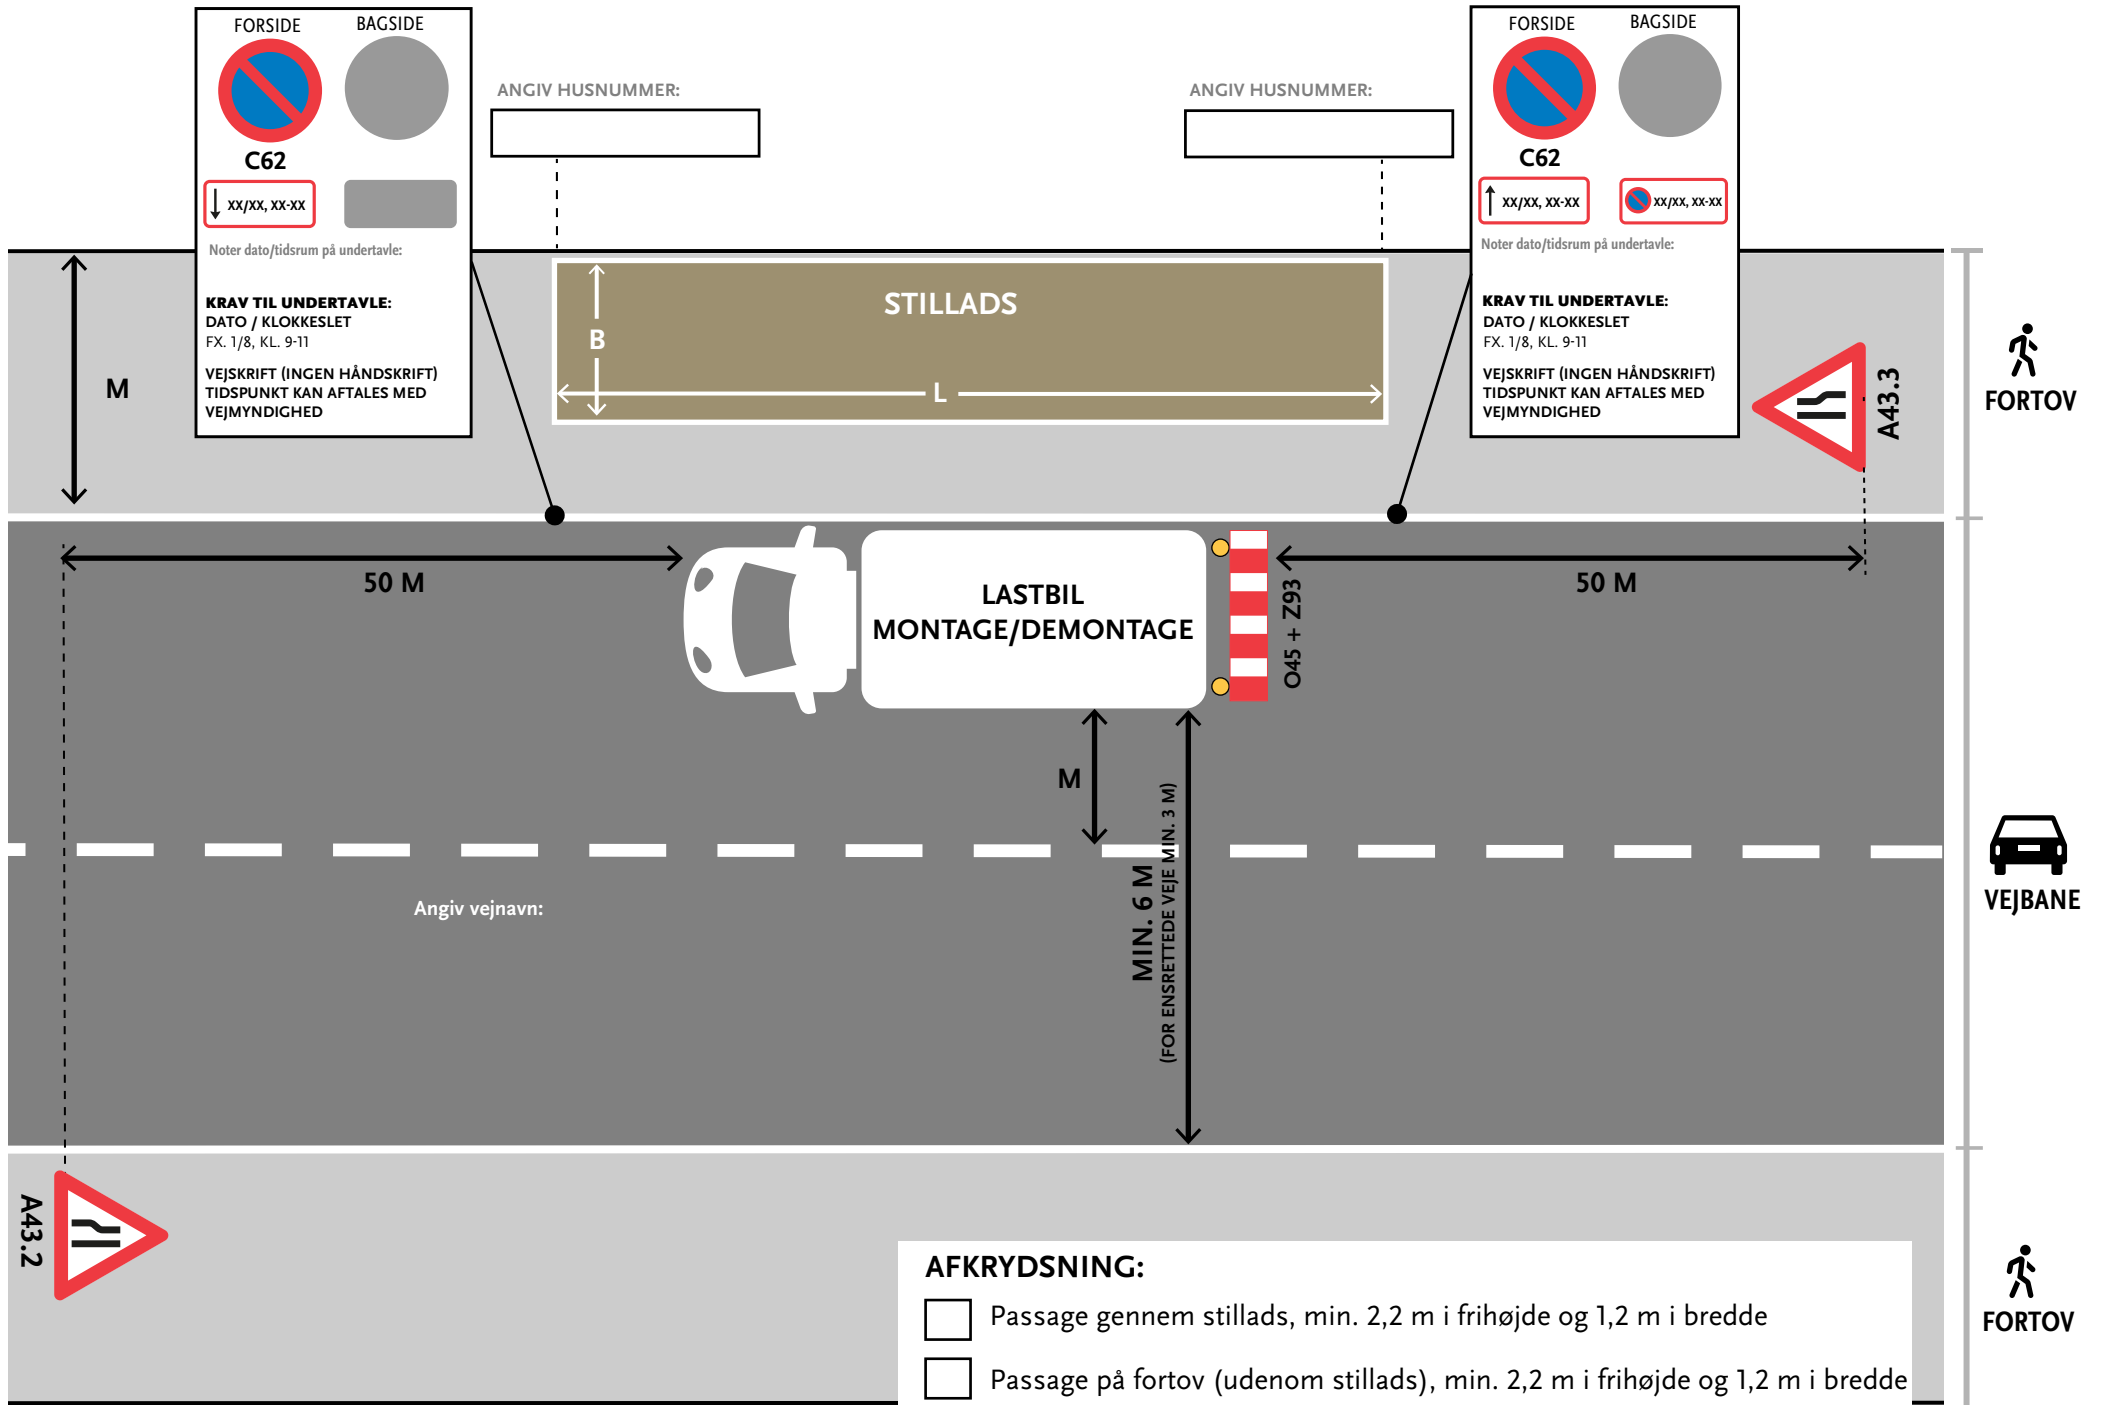 FORSIDE
BAGSIDE
C62
xx/xx, xx-xx
Noter dato/tidsrum på undertavle:
KRAV TIL UNDERTAVLE:
DATO / KLOKKESLET
FX. 1/8, KL. 9-11
VEJSKRIFT (INGEN HÅNDSKRIFT)
TIDSPUNKT KAN AFTALES MED
VEJMYNDIGHED
ANGIV HUSNUMMER:
ANGIV HUSNUMMER:
FORSIDE
BAGSIDE
C62
xx/xx, xx-xx
xx/xx, xx-xx
Noter dato/tidsrum på undertavle:
KRAV TIL UNDERTAVLE:
DATO / KLOKKESLET
FX. 1/8, KL. 9-11
VEJSKRIFT (INGEN HÅNDSKRIFT)
TIDSPUNKT KAN AFTALES MED
VEJMYNDIGHED
STILLADS
B
L
M
A43.3
FORTOV
50 M
LASTBIL
MONTAGE/DEMONTAGE
O45 + Z93
50 M
M
MIN. 6 M
(FOR ENSRETTEDE VEJE MIN. 3 M)
Angiv vejnavn:
VEJBANE
A43.2
AFKRYDSNING:
Passage gennem stillads, min. 2,2 m i frihøjde og 1,2 m i bredde
Passage på fortov (udenom stillads), min. 2,2 m i frihøjde og 1,2 m i bredde
FORTOV